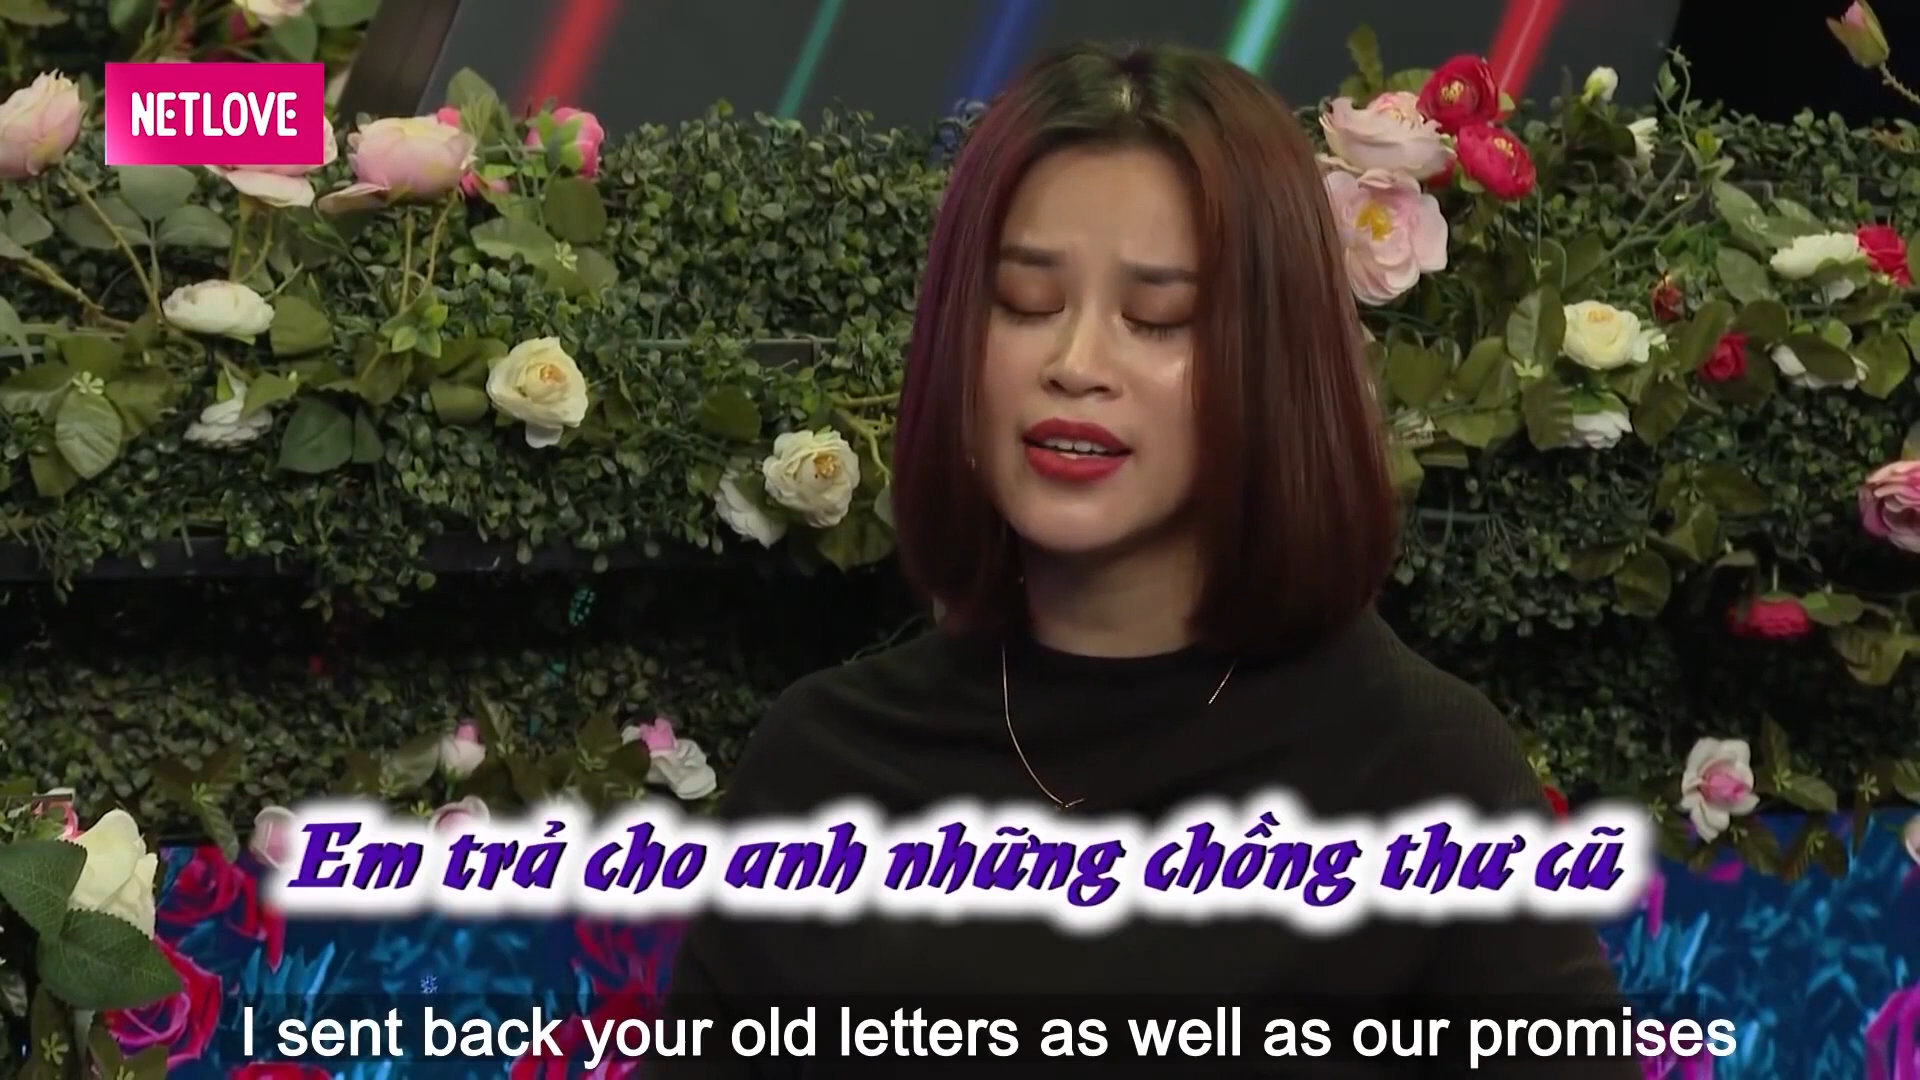 NETLOVE
Em trả cho anh những chồng thư cũ
I sent back your old letters as well as our promises